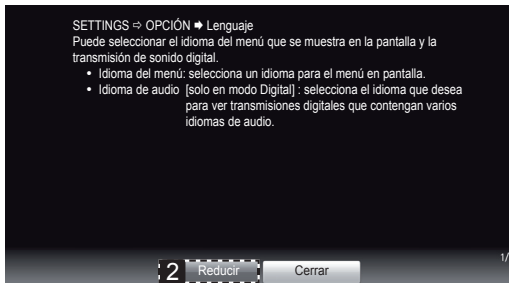 SETTINGS ⇨ OPCIÓN ➡ Lenguaje
Puede seleccionar el idioma del menú que se muestra en la pantalla y la
transmisión de sonido digital.
• Idioma del menú: selecciona un idioma para el menú en pantalla.
• Idioma de audio [solo en modo Digital] : selecciona el idioma que desea
para ver transmisiones digitales que contengan varios
idiomas de audio.
1/
2 Reducir Cerrar